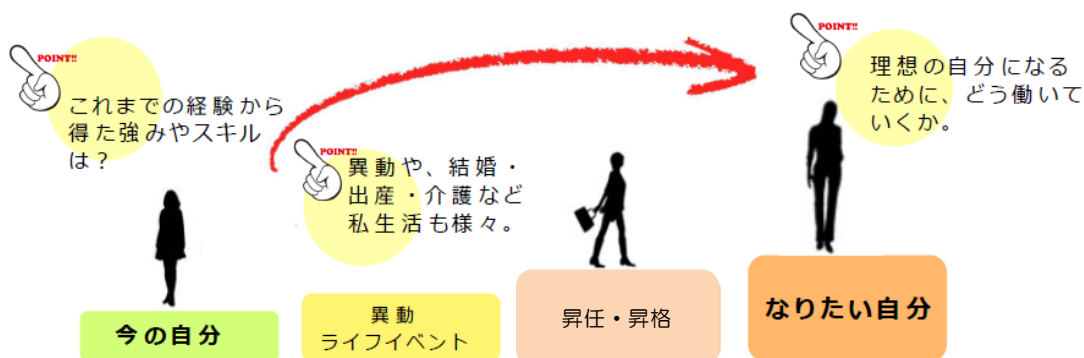 POINT!!
これまでの経験から
得た強みやスキル
は？
POINT!!
異動や、結婚・
出産・介護など
私生活も様々。
POINT!!
理想の自分になる
ために、どう働いて
いくか。
今の自分
異動
ライフイベント
昇任・昇格
なりたい自分